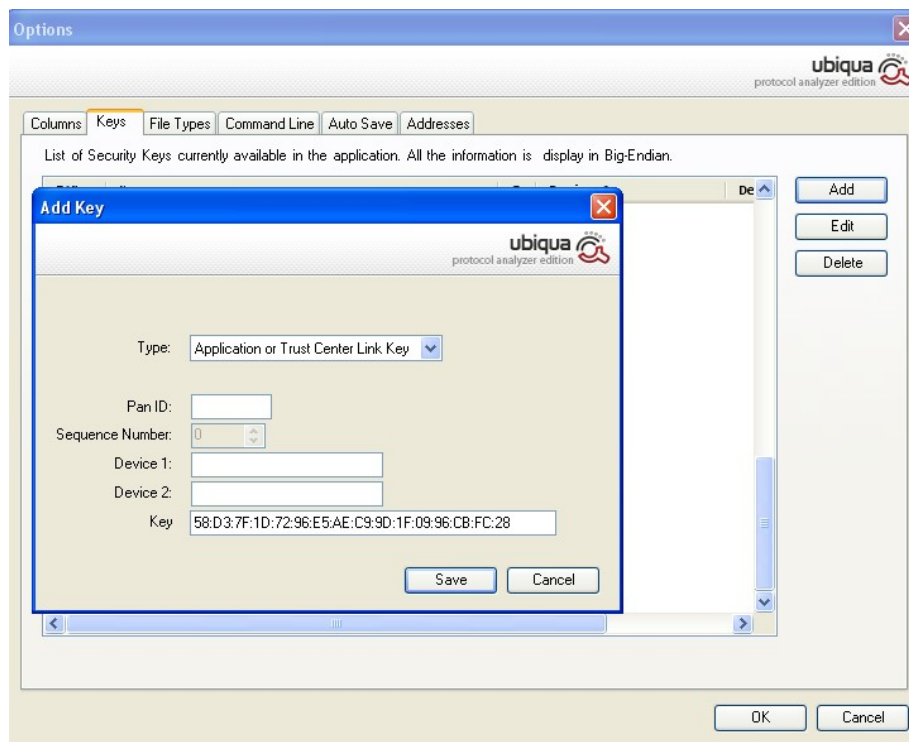 Options
ubiqua
protocol analyzer edition
Columns Keys File Types Command Line Auto Save Addresses
List of Security Keys currently available in the application. All the information is display in Big-Endian.
De
Add
Edit
Delete
Add Key
ubiqua
protocol analyzer edition
Type: Application or Trust Center Link Key
Pan ID:
Sequence Number: 0
Device 1:
Device 2:
Key 58:D3:7F:1D:72:96:E5:AE:C9:9D:1F:09:96:CB:FC:28
Save Cancel
OK Cancel